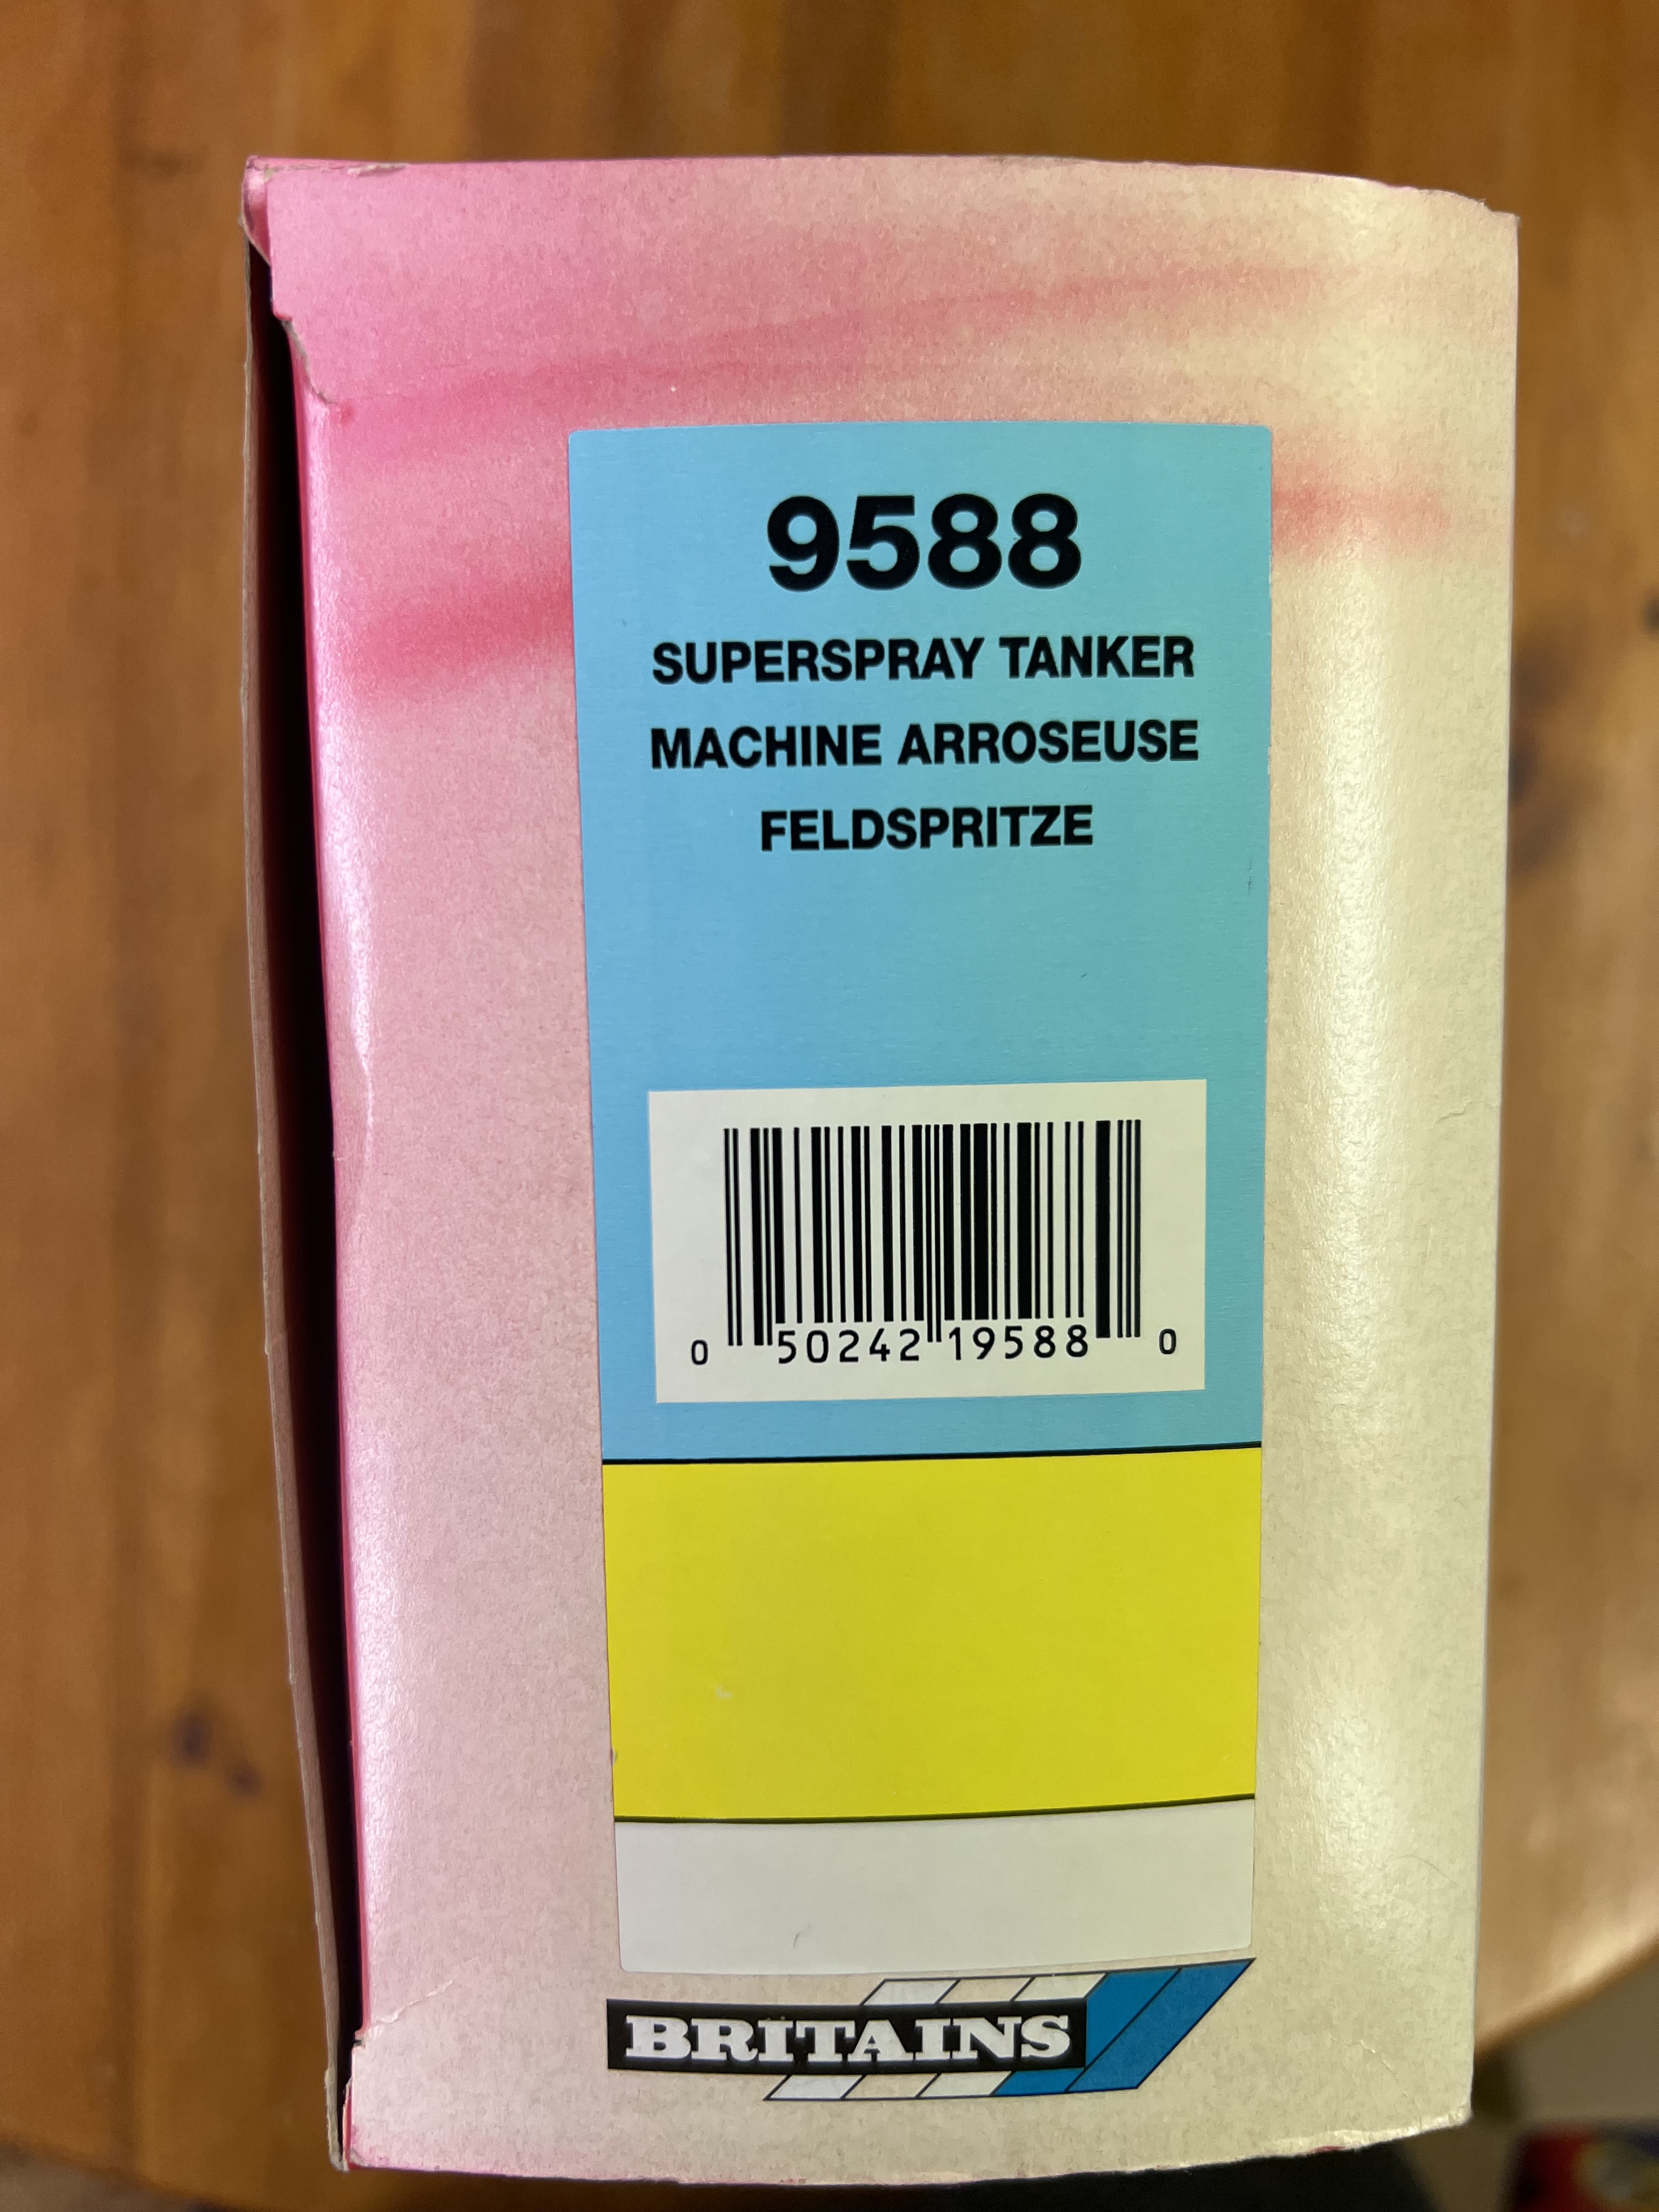 9588
SUPERSPRAY TANKER
MACHINE ARROSEUSE
FELDSPRITZE
0 50242 19588 0
BRITAINS